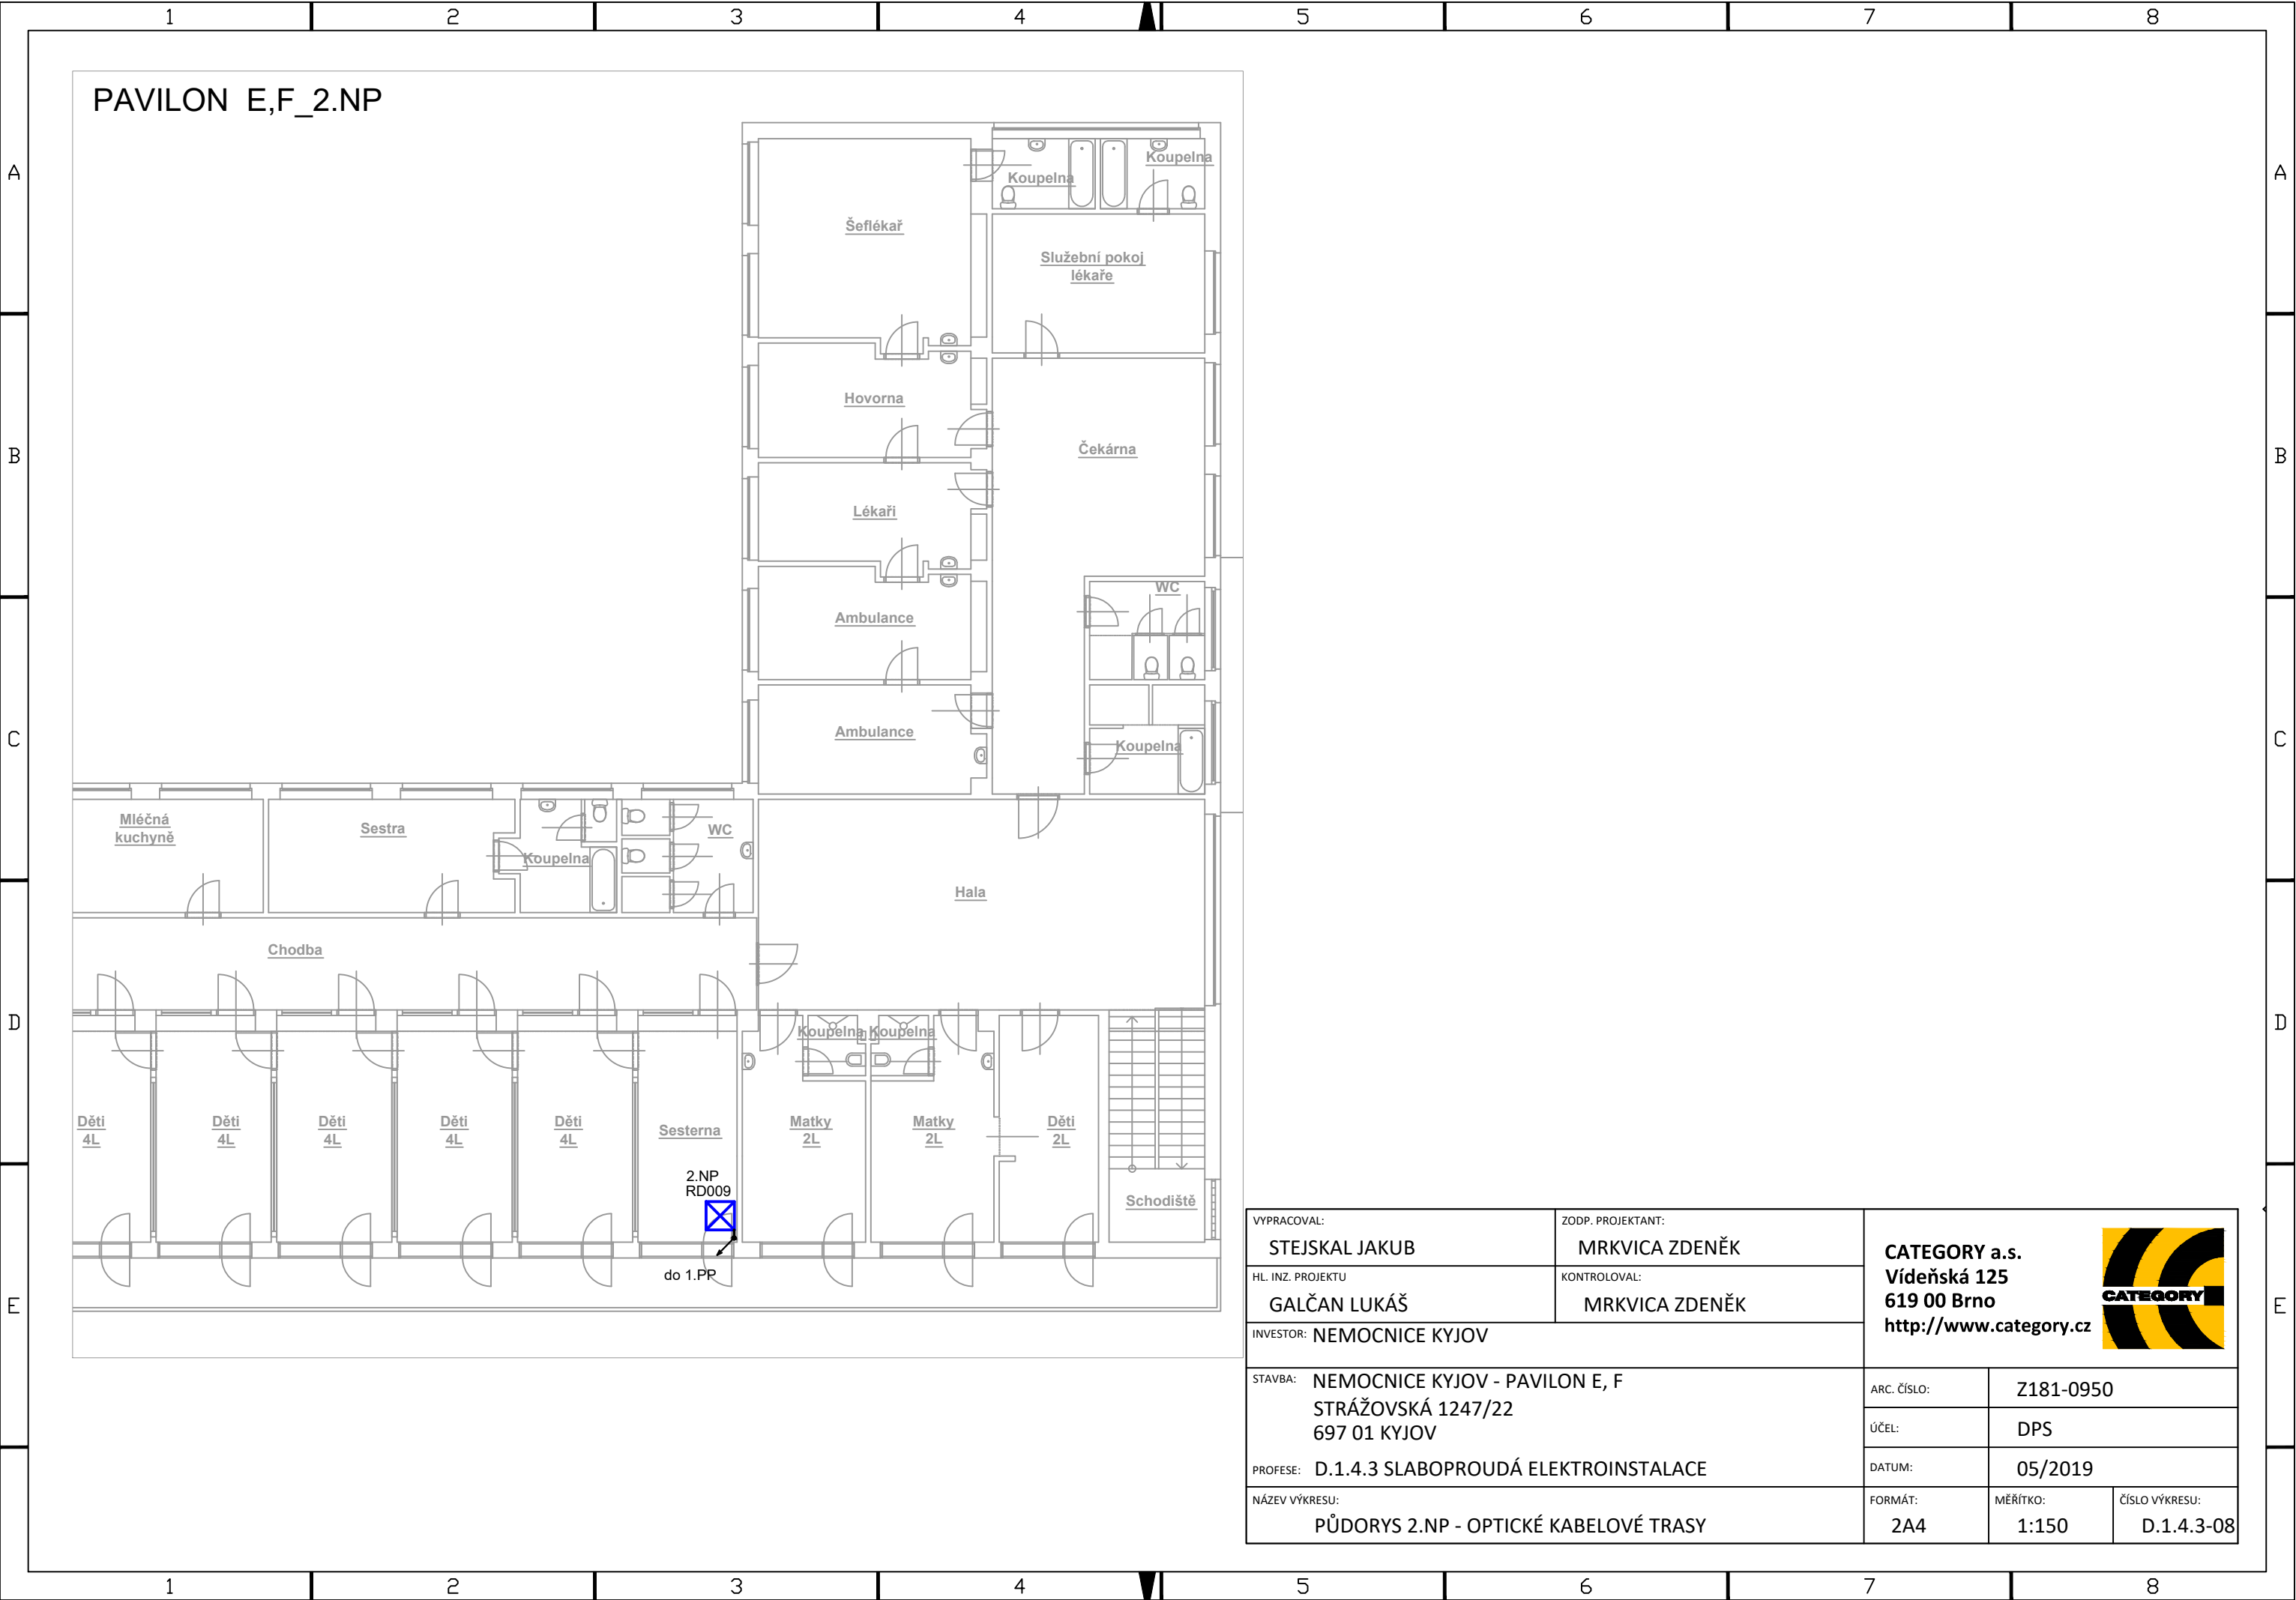 1 2 3 4 5 6 7 8
PAVILON E,F_2.NP
A A
Koupelna
Koupelna
Šeflékař
Služební pokoj
lékaře
Hovorna
B B
Čekárna
Lékaři
WC
Ambulance
Ambulance
C C
Koupelna
Mléčná
kuchyně
Sestra
WC
Koupelna
Hala
Chodba
D D
Koupelna Koupelna
Děti
4L
Děti
4L
Děti
4L
Děti
4L
Děti
4L
Sesterna
Matky
2L
Matky
2L
Děti
2L
2.NP
RD009
Schodiště
do 1.PP
E E
VYPRACOVAL:
STEJSKAL JAKUB
ZODP. PROJEKTANT:
MRKVICA ZDENĚK
HL. INZ. PROJEKTU
GALČAN LUKÁŠ
KONTROLOVAL:
MRKVICA ZDENĚK
CATEGORY a.s.
Vídeňská 125
619 00 Brno
http://www.category.cz
CATEGORY
INVESTOR: NEMOCNICE KYJOV
STAVBA: NEMOCNICE KYJOV - PAVILON E, F
STRÁŽOVSKÁ 1247/22
697 01 KYJOV
PROFESE: D.1.4.3 SLABOPROUDÁ ELEKTROINSTALACE
ARC. ČÍSLO: Z181-0950
ÚČEL: DPS
DATUM: 05/2019
NÁZEV VÝKRESU:
PŮDORYS 2.NP - OPTICKÉ KABELOVÉ TRASY
FORMÁT:
2A4
MĚŘÍTKO:
1:150
ČÍSLO VÝKRESU:
D.1.4.3-08
1 2 3 4 5 6 7 8